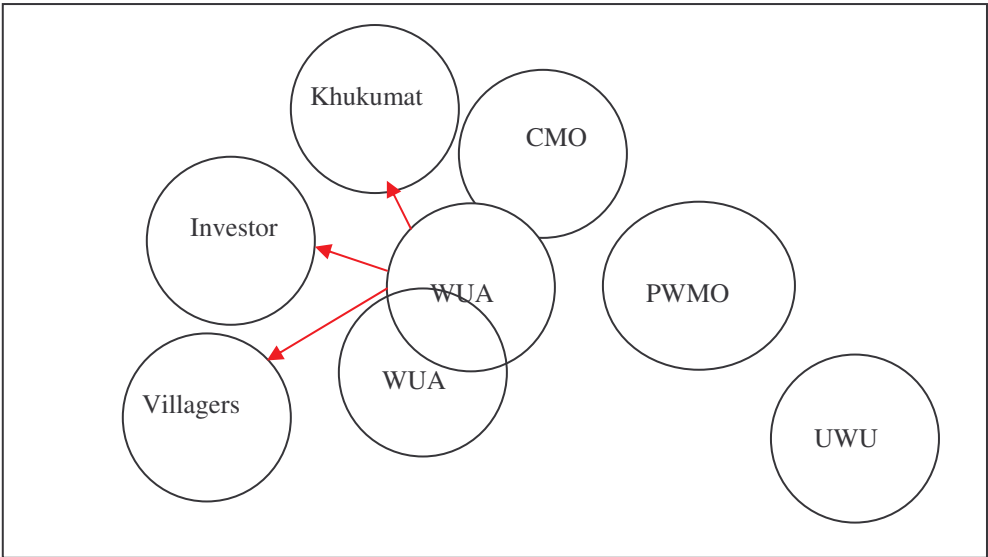 Khukumat
CMO
Investor
WUA
PWMO
WUA
Villagers
UWU